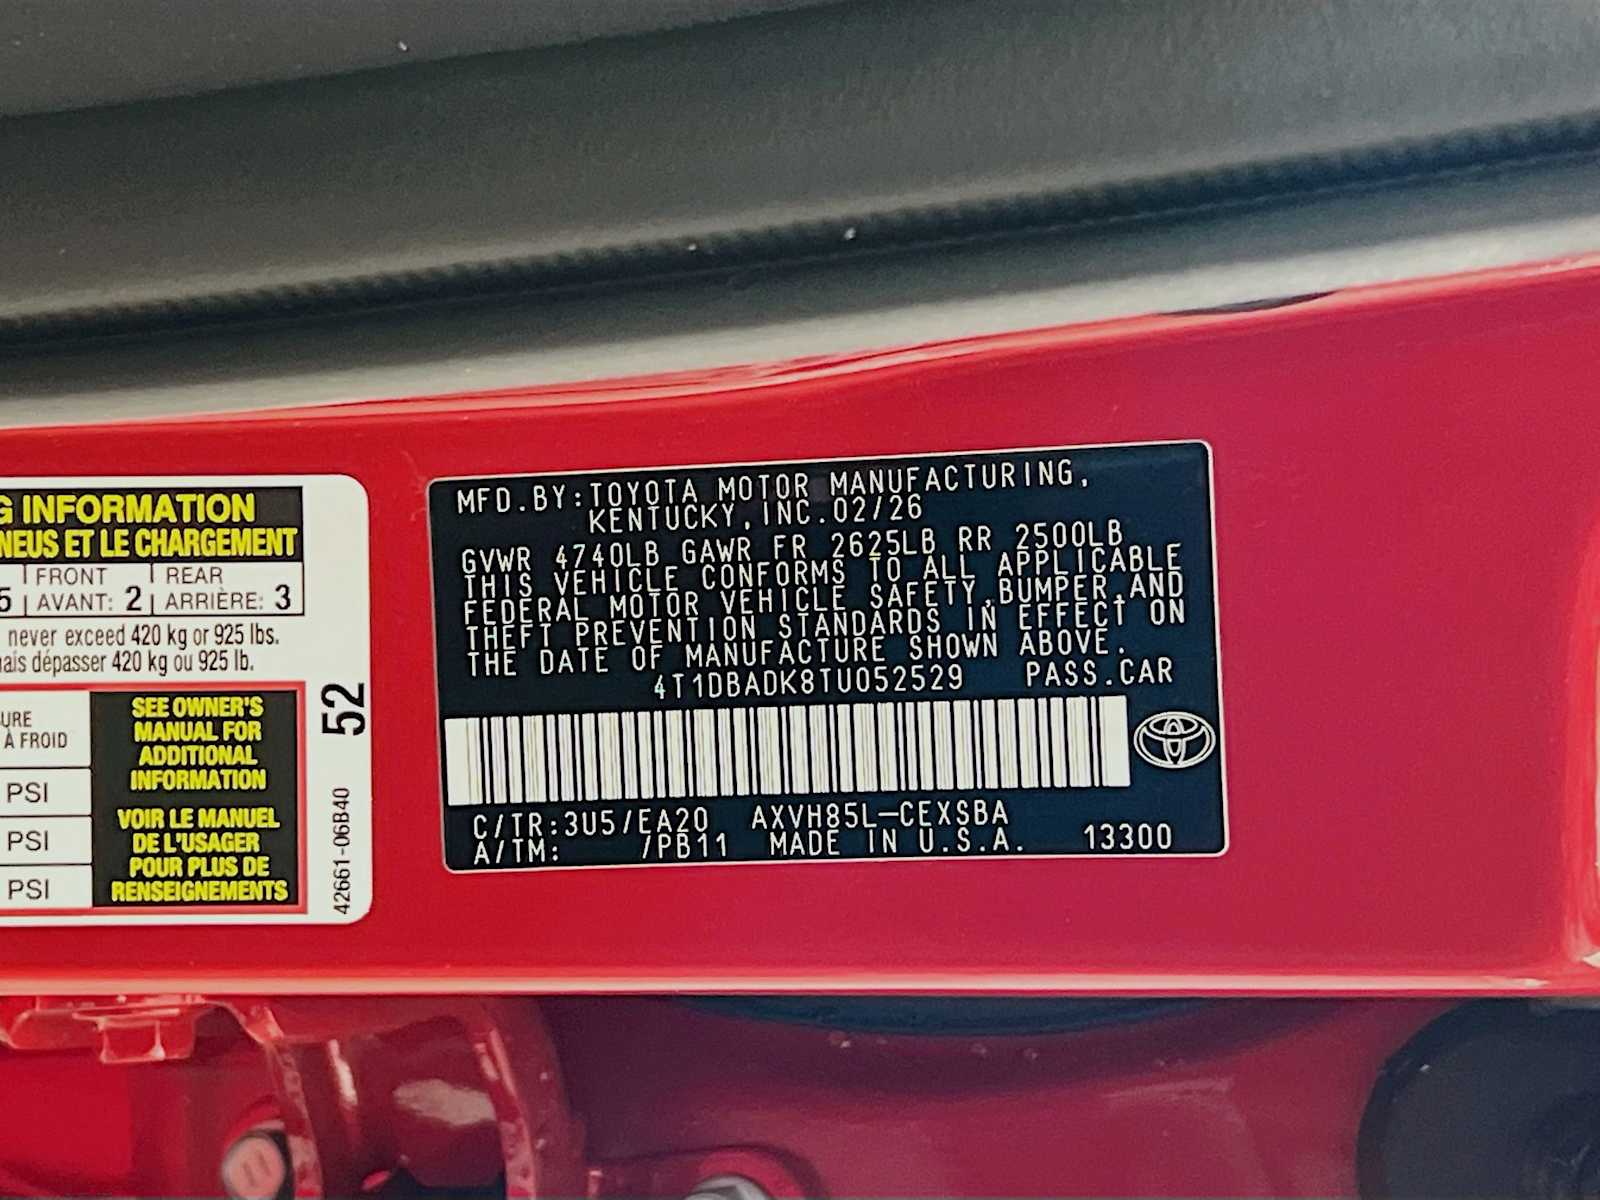 G INFORMATION
NEUS ET LE CHARGEMENT
5 FRONT AVANT: 2 REAR ARRIÈRE: 3
never exceed 420 kg or 925 lbs.
mais dépasser 420 kg ou 925 lb.
URE
À FROID
PSI
PSI
PSI
SEE OWNER'S
MANUAL FOR
ADDITIONAL
INFORMATION
VOIR LE MANUEL
DE L'USAGER
POUR PLUS DE
RENSEIGNEMENTS
52
42661-06B40
MFD.BY:TOYOTA MOTOR MANUFACTURING,
KENTUCKY,INC.02/26
GVWR 4740LB GAWR FR 2625LB RR 2500LB
THIS VEHICLE CONFORMS TO ALL APPLICABLE
FEDERAL MOTOR VEHICLE SAFETY,BUMPER,AND
THEFT PREVENTION STANDARDS IN EFFECT ON
THE DATE OF MANUFACTURE SHOWN ABOVE.
4T1DBADK8TU052529 PASS.CAR
C/TR:3U5/EA20 AXVH85L-CEXSBA
A/TM: /PB11 MADE IN U.S.A. 13300